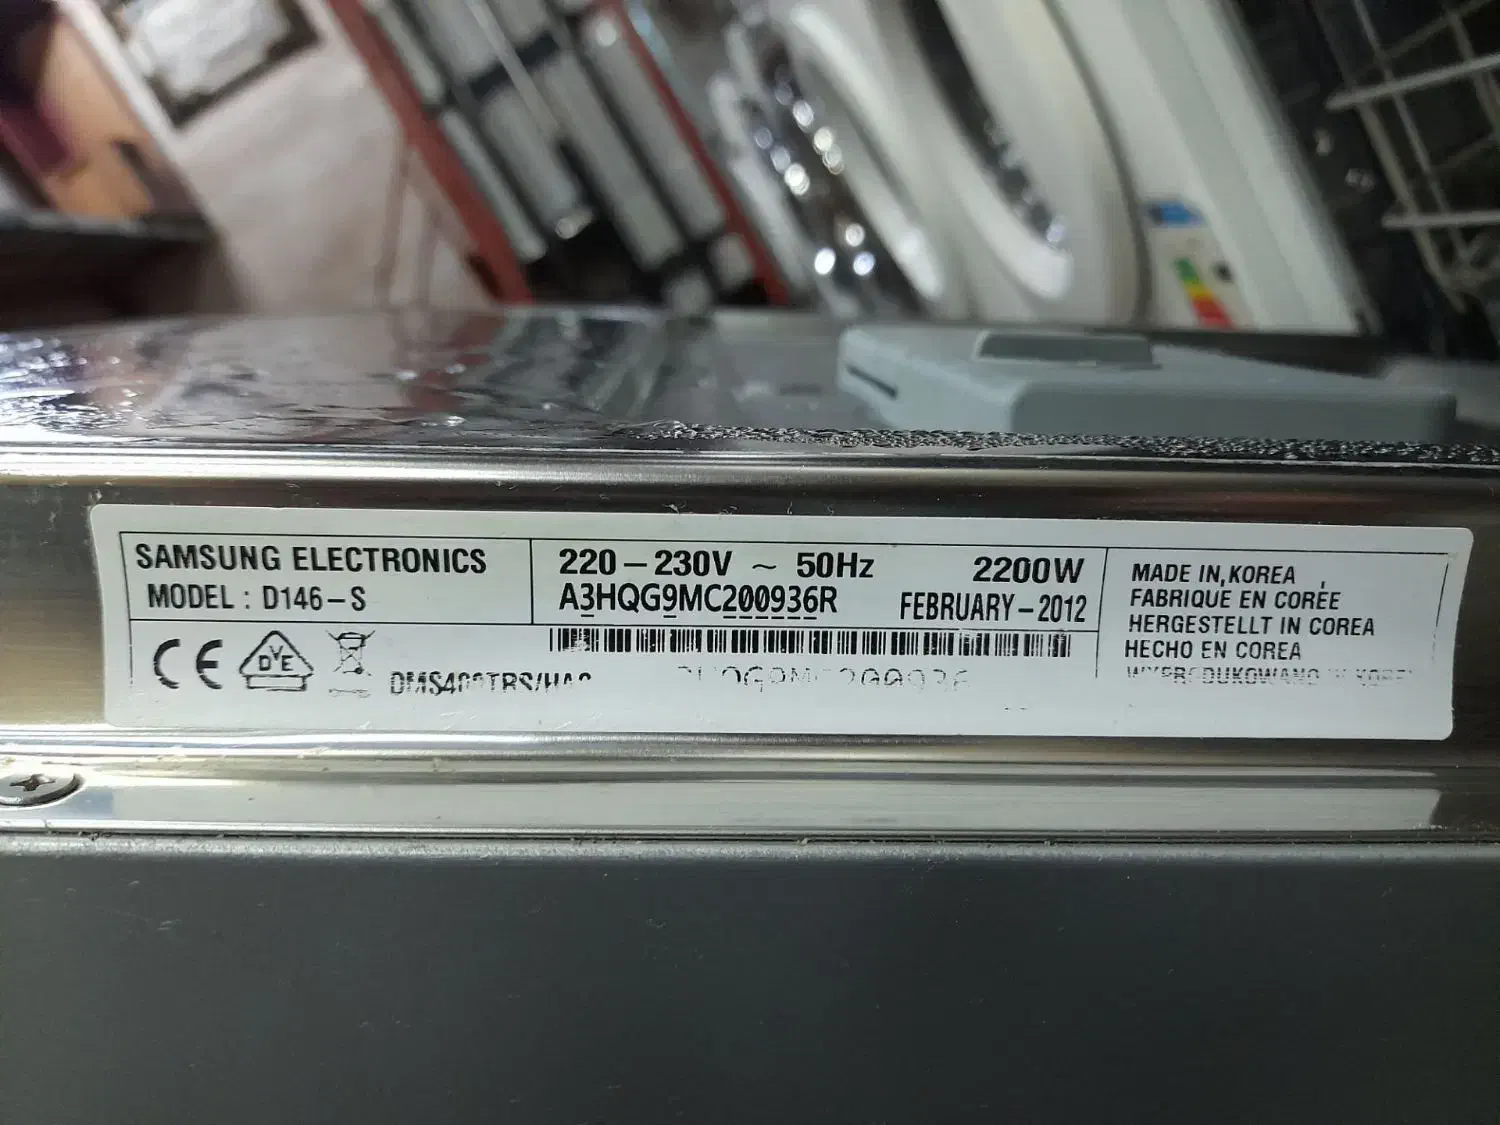 SAMSUNG ELECTRONICS
MODEL : D146-S
220-230V ~ 50Hz 2200W
A3HQG9MC200936R FEBRUARY-2012
MADE IN KOREA
FABRIQUE EN CORÉE
HERGESTELLT IN COREA
HECHO EN COREA
CE
DVE